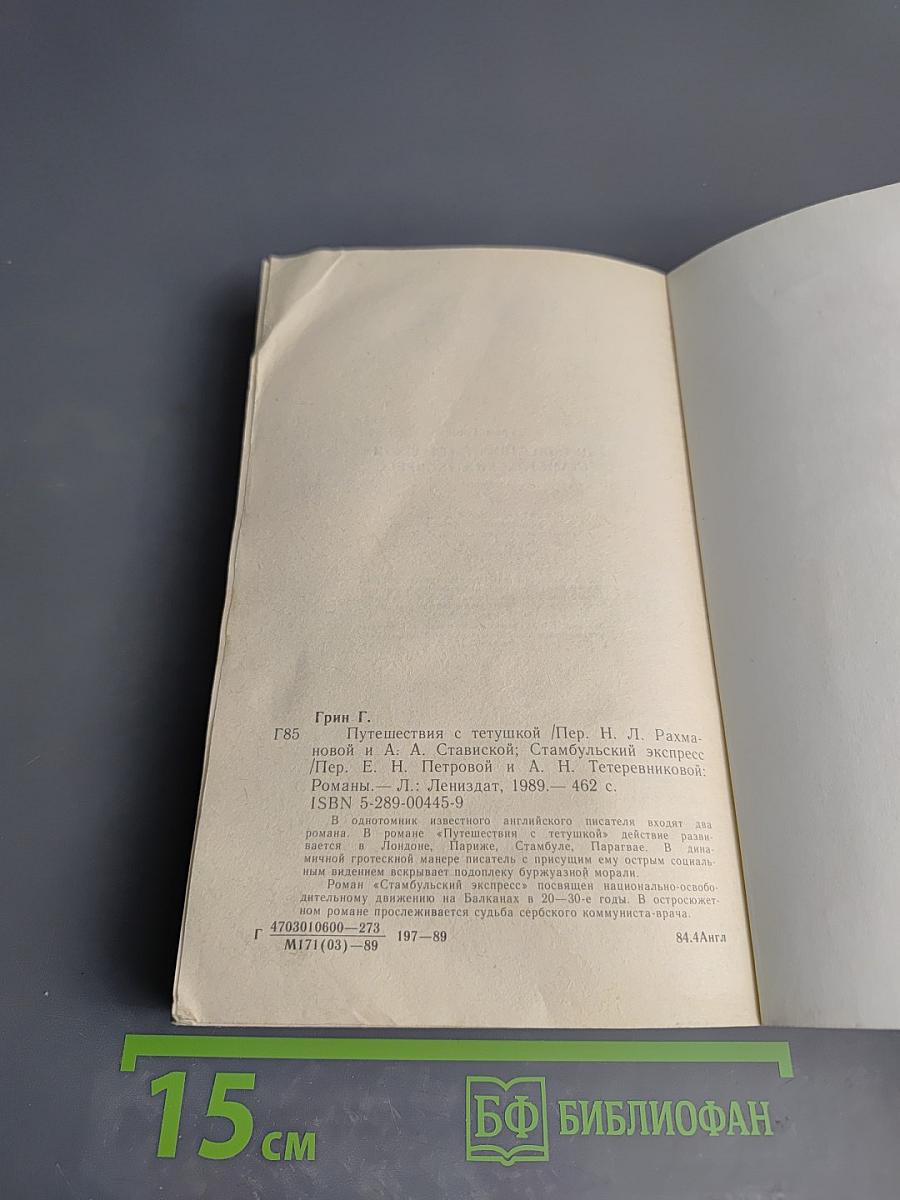 Грин Г.
Г85 Путешествия с тетушкой /Пер. Н. Л. Рахма-
новой и А. А. Ставиской; Стамбульский экспресс
/Пер. Е. Н. Петровой и А. Н. Тетеревниковой:
Романы.— Л.: Лениздат, 1989.— 462 с.
ISBN 5-289-00445-9
В однотомник известного английского писателя входят два
романа. В романе «Путешествия с тетушкой» действие разви-
вается в Лондоне, Париже, Стамбуле, Парагвае. В дина-
мичной гротескной манере писатель с присущим ему острым социаль-
ным видением вскрывает подоплеку буржуазной морали.
Роман «Стамбульский экспресс» посвящен национально-освобо-
дительному движению на Балканах в 20—30-е годы. В остросюжет-
ном романе прослеживается судьба сербского коммуниста-врача.
Г 4703010600—273
М171(03)—89 197—89 84.4Англ
15 см БФ БИБЛИОФАН